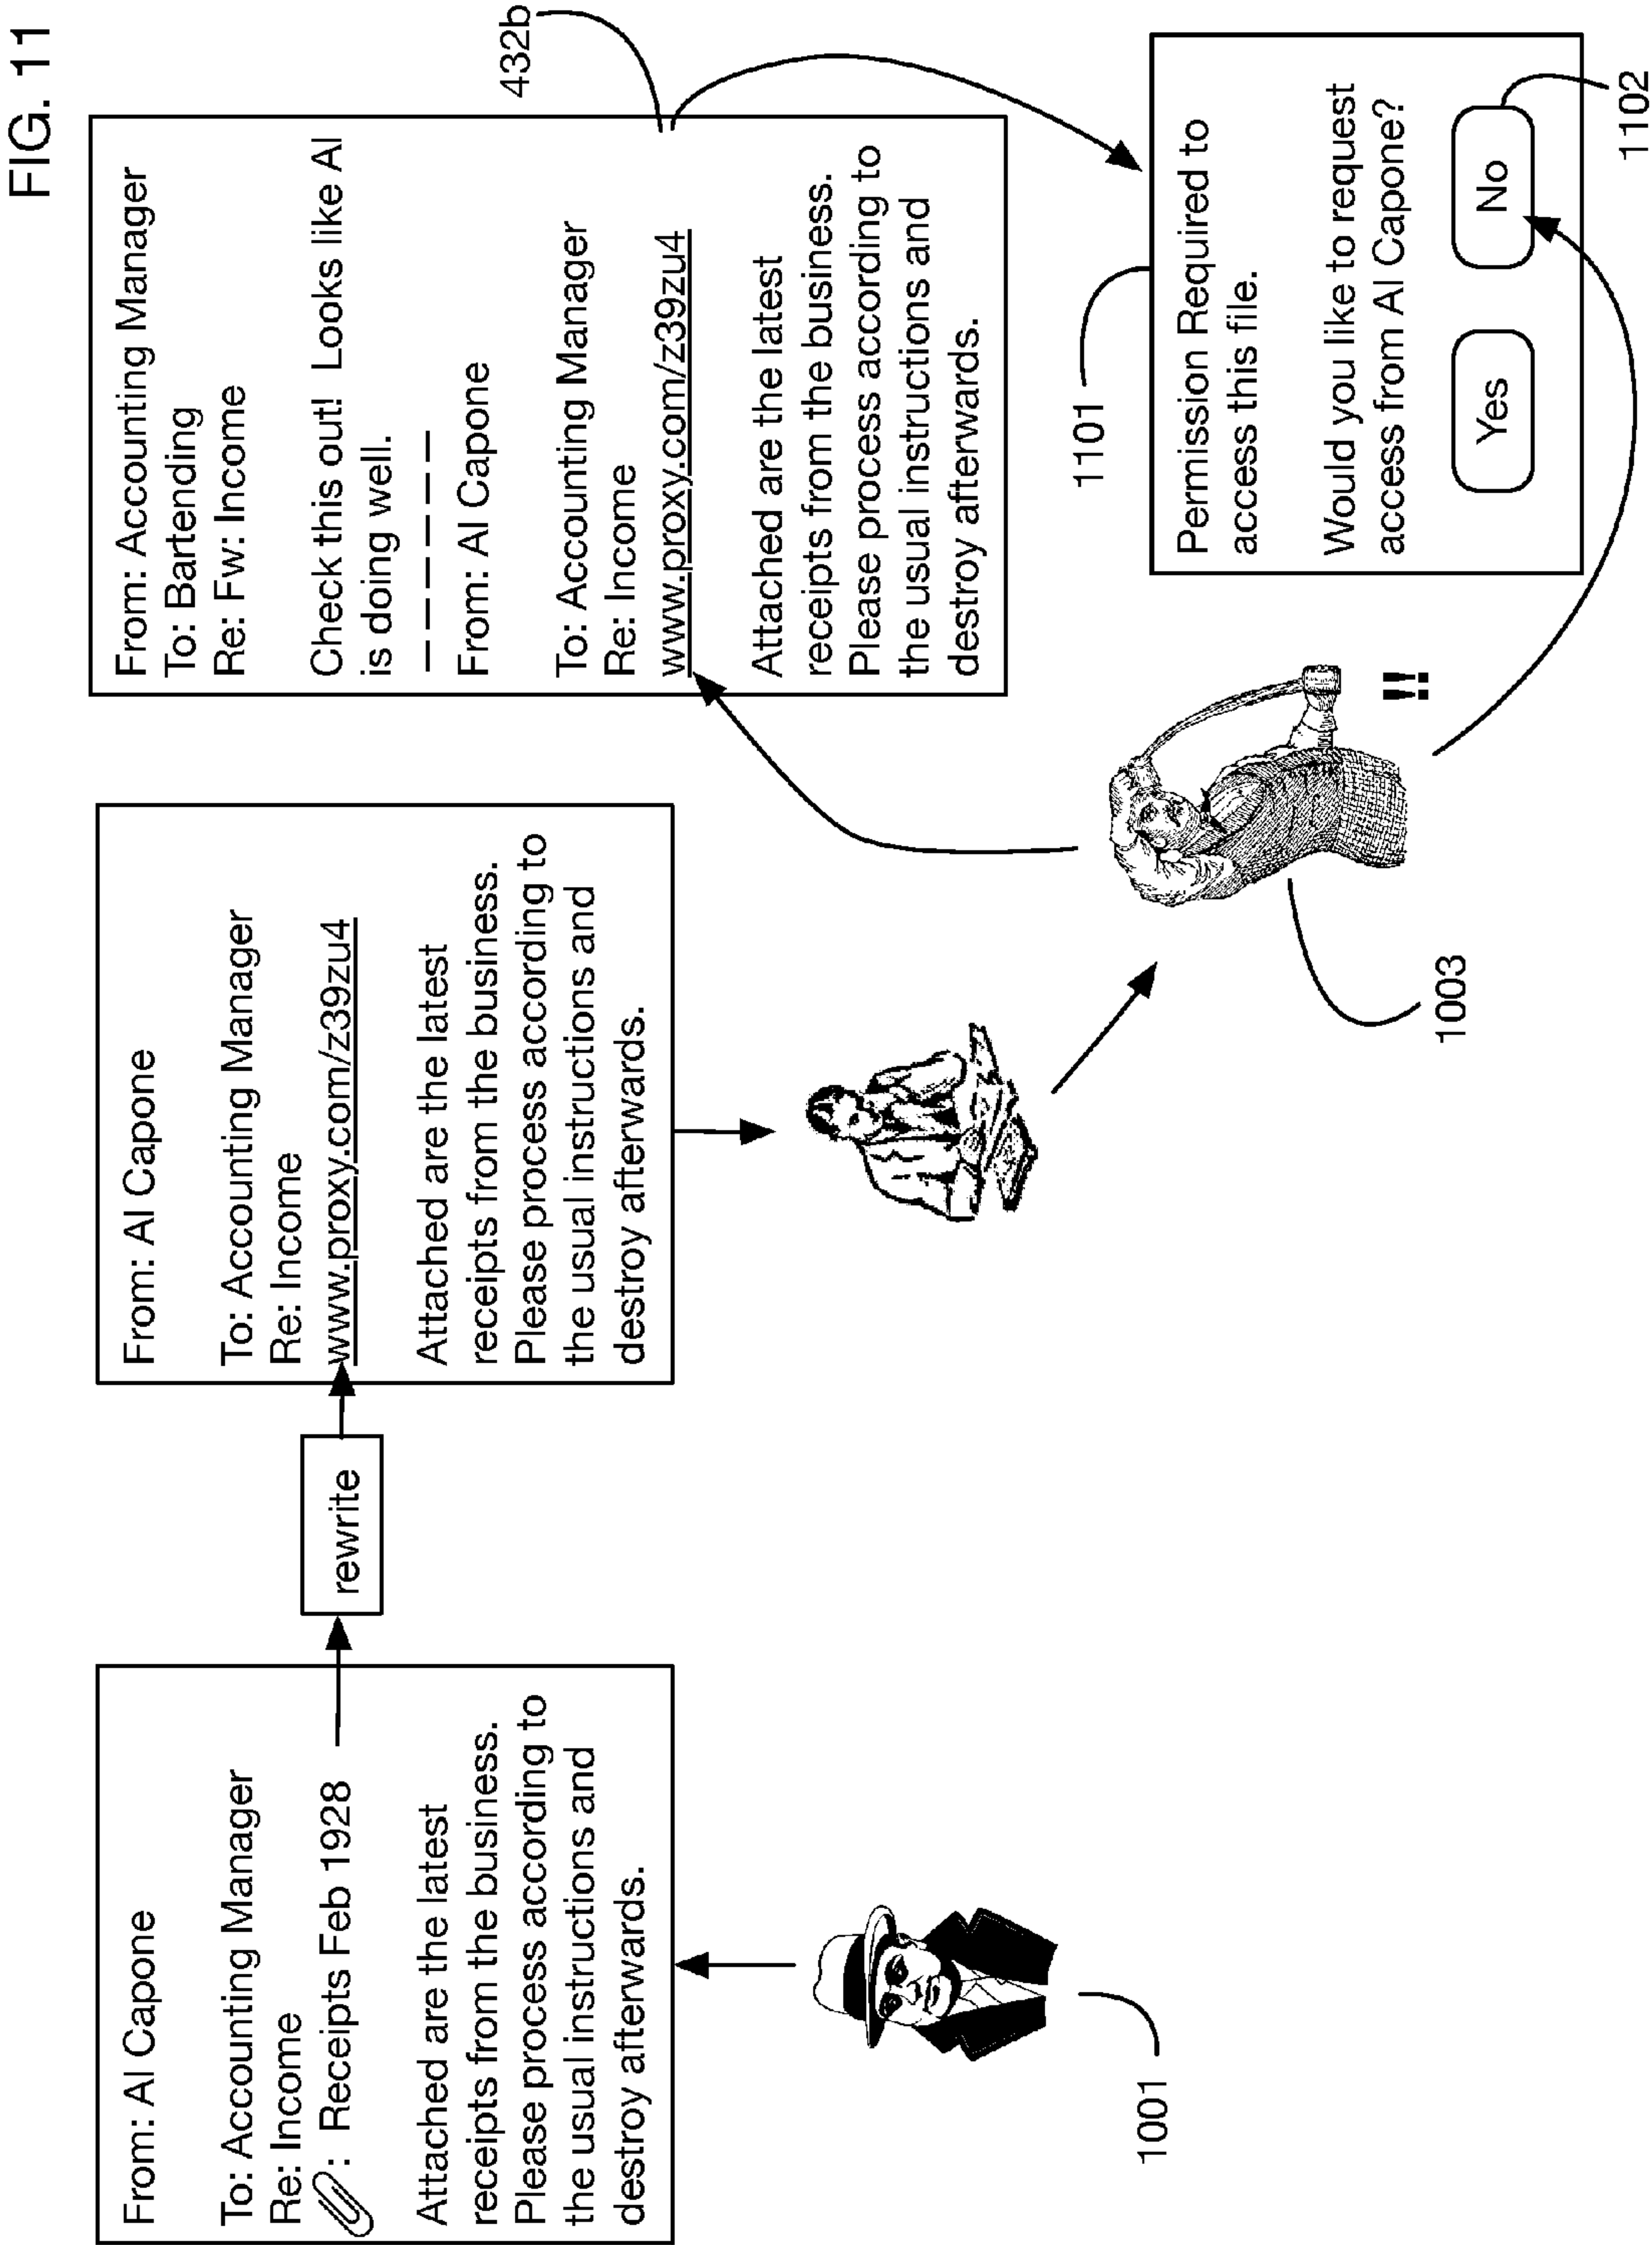 FIG. 11
From: Al Capone
To: Accounting Manager
Re: Income
: Receipts Feb 1928
Attached are the latest
receipts from the business.
Please process according to
the usual instructions and
destroy afterwards.
1001
rewrite
From: Al Capone
To: Accounting Manager
Re: Income
www.proxy.com/z39zu4
Attached are the latest
receipts from the business.
Please process according to
the usual instructions and
destroy afterwards.
From: Accounting Manager
To: Bartending
Re: Fw: Income
Check this out! Looks like Al
is doing well.
– – – – – –
From: Al Capone
To: Accounting Manager
Re: Income
www.proxy.com/z39zu4
Attached are the latest
receipts from the business.
Please process according to
the usual instructions and
destroy afterwards.
432b
1003
!!
1101
Permission Required to
access this file.
Would you like to request
access from Al Capone?
Yes
No
1102